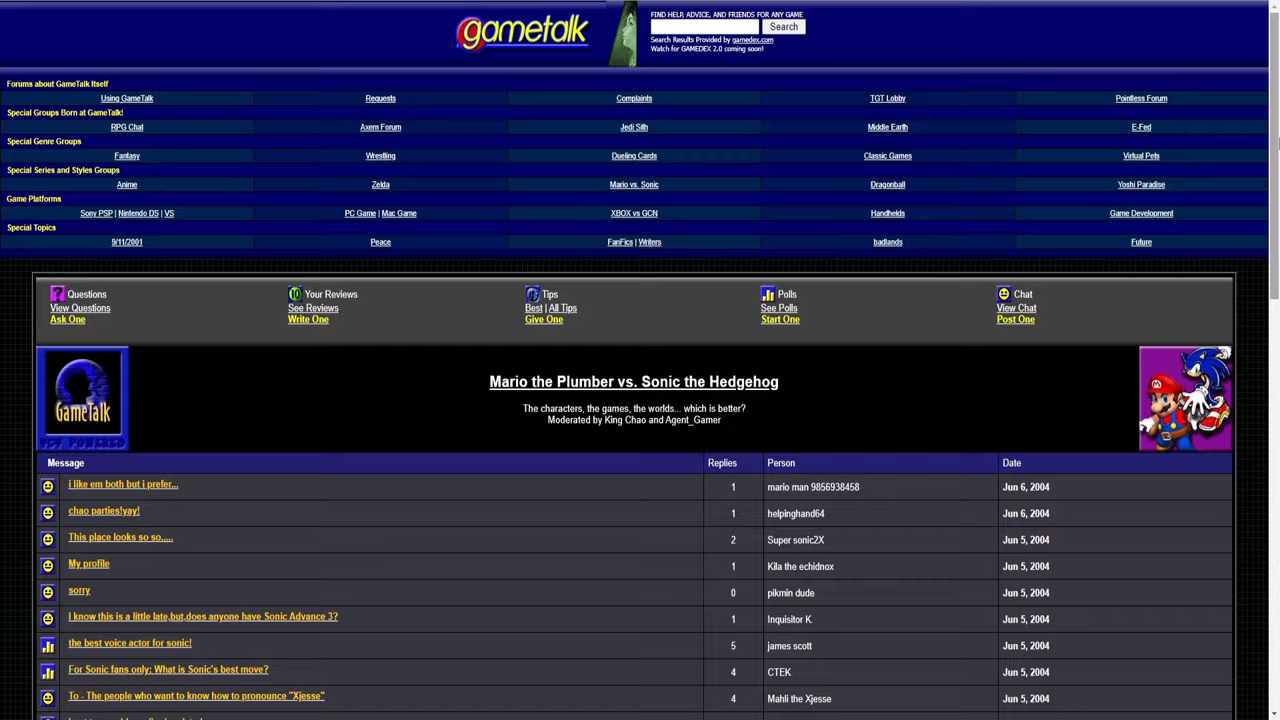 gametalk
FIND HELP, ADVICE, AND FRIENDS FOR ANY GAME
Search
Search Results Provided by gamedex.com
Watch for GAMEDEX 2.0 coming soon!
Forums about GameTalk Itself
Using GameTalk Requests Complaints TGT Lobby Pointless Forum
Special Groups Born at GameTalk!
RPG Chat Axem Forum Jedi Sith Middle Earth E-Fed
Special Genre Groups
Fantasy Wrestling Dueling Cards Classic Games Virtual Pets
Special Series and Styles Groups
Anime Zelda Mario vs. Sonic Dragonball Yoshi Paradise
Game Platforms
Sony PSP | Nintendo DS | VS PC Game | Mac Game XBOX vs GCN Handhelds Game Development
Special Topics
9/11/2001 Peace FanFics | Writers badlands Future
? Questions 10 Your Reviews Tips Polls Chat
View Questions See Reviews Best | All Tips See Polls View Chat
Ask One Write One Give One Start One Post One
Mario the Plumber vs. Sonic the Hedgehog
The characters, the games, the worlds... which is better?
Moderated by King Chao and Agent_Gamer
GameTalk
Message Replies Person Date
i like em both but i prefer... 1 mario man 9856938458 Jun 6, 2004
chao parties!yay! 1 helpinghand64 Jun 6, 2004
This place looks so so..... 2 Super sonic2X Jun 5, 2004
My profile 1 Kila the echidnox Jun 5, 2004
sorry 0 pikmin dude Jun 5, 2004
I know this is a little late,but,does anyone have Sonic Advance 3? 1 Inquisitor K. Jun 5, 2004
the best voice actor for sonic! 5 james scott Jun 5, 2004
For Sonic fans only: What is Sonic's best move? 4 CTEK Jun 5, 2004
To - The people who want to know how to pronounce "Xjesse" 4 Mahli the Xjesse Jun 5, 2004